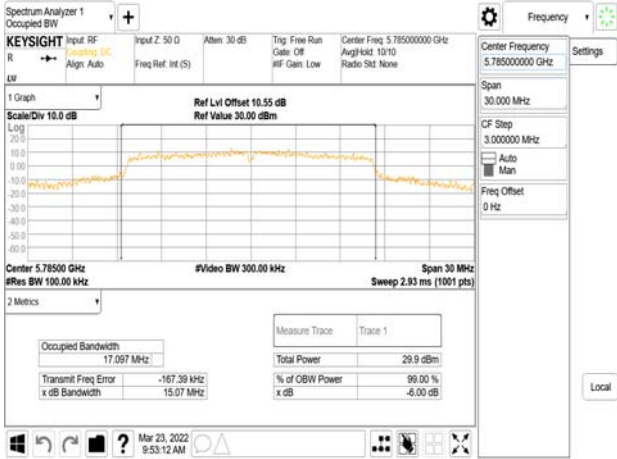 Spectrum Analyzer 1
Occupied BW
+
Frequency
KEYSIGHT
R
LXI
Input: RF
Coupling: DC
Align: Auto
Input Z: 50 Ω
Freq Ref: Int (S)
Atten: 30 dB
Trig: Free Run
Gate: Off
#IF Gain: Low
Center Freq: 5.785000000 GHz
Avg|Hold: 10/10
Radio Std: None
Center Frequency
5.785000000 GHz
Settings
Span
30.000 MHz
CF Step
3.000000 MHz
Auto
Man
Freq Offset
0 Hz
Local
1 Graph
Scale/Div 10.0 dB
Ref Lvl Offset 10.55 dB
Ref Value 30.00 dBm
Log
20.0
10.0
0.00
-10.0
-20.0
-30.0
-40.0
-50.0
-60.0
Center 5.78500 GHz
#Video BW 300.00 kHz
Span 30 MHz
#Res BW 100.00 kHz
Sweep 2.93 ms (1001 pts)
2 Metrics
Measure Trace
Trace 1
Occupied Bandwidth
17.097 MHz
Total Power
29.9 dBm
Transmit Freq Error
-167.39 kHz
% of OBW Power
99.00 %
x dB Bandwidth
15.07 MHz
x dB
-6.00 dB
?
Mar 23, 2022
9:53:12 AM